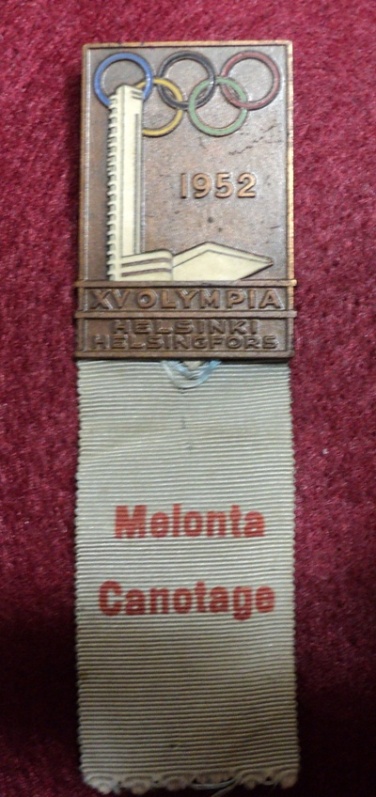 1952
XV OLYMPIA
HELSINKI
HELSINGFORS
Melonta
Canotage